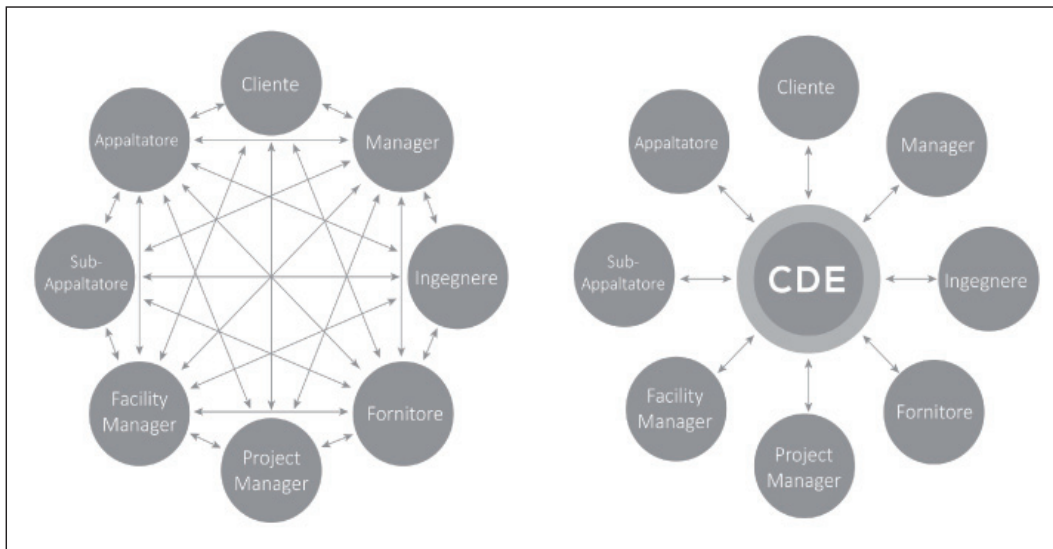 Cliente
Appaltatore
Manager
Sub-
Appaltatore
Ingegnere
Facility
Manager
Fornitore
Project
Manager
Cliente
Appaltatore
Manager
Sub-
Appaltatore
CDE
Ingegnere
Facility
Manager
Fornitore
Project
Manager